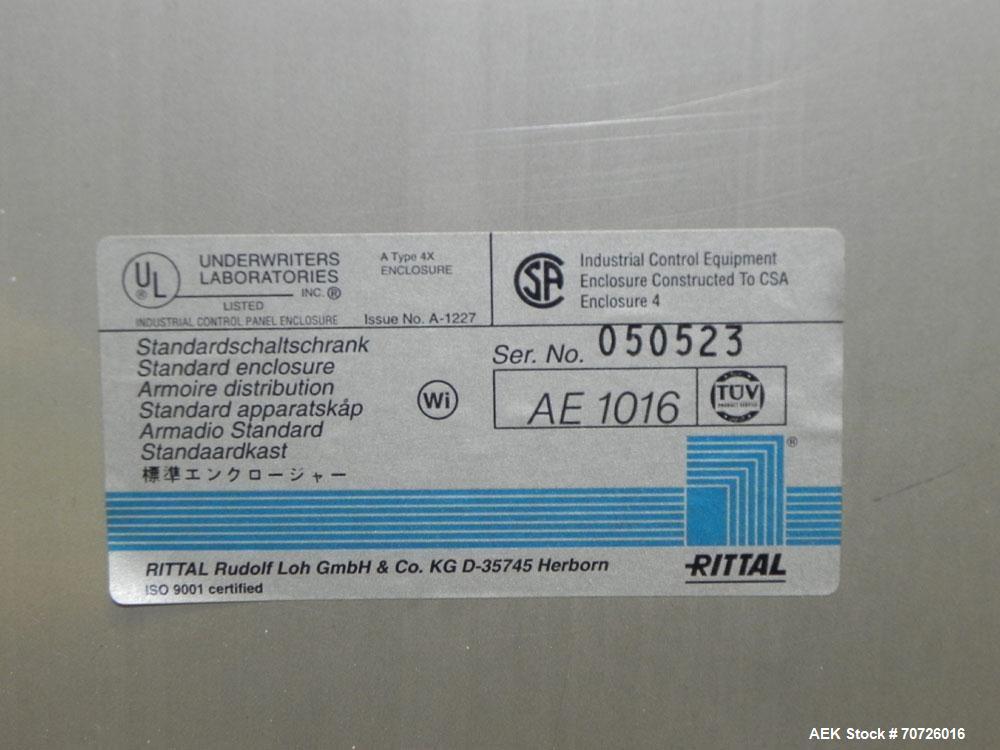 UL
®
UNDERWRITERS
LABORATORIES
INC.®
LISTED
INDUSTRIAL CONTROL PANEL ENCLOSURE
A Type 4X
ENCLOSURE
Issue No. A-1227
SA
Industrial Control Equipment
Enclosure Constructed To CSA
Enclosure 4
Standardschaltschrank
Standard enclosure
Armoire distribution
Standard apparatskåp
Armadio Standard
Standaardkast
標準エンクロージャー
Wi
Ser. No. 050523
AE 1016
TÜV
PRODUCT SERVICE
®
RITTAL
RITTAL Rudolf Loh GmbH & Co. KG D-35745 Herborn
ISO 9001 certified
AEK Stock # 70726016